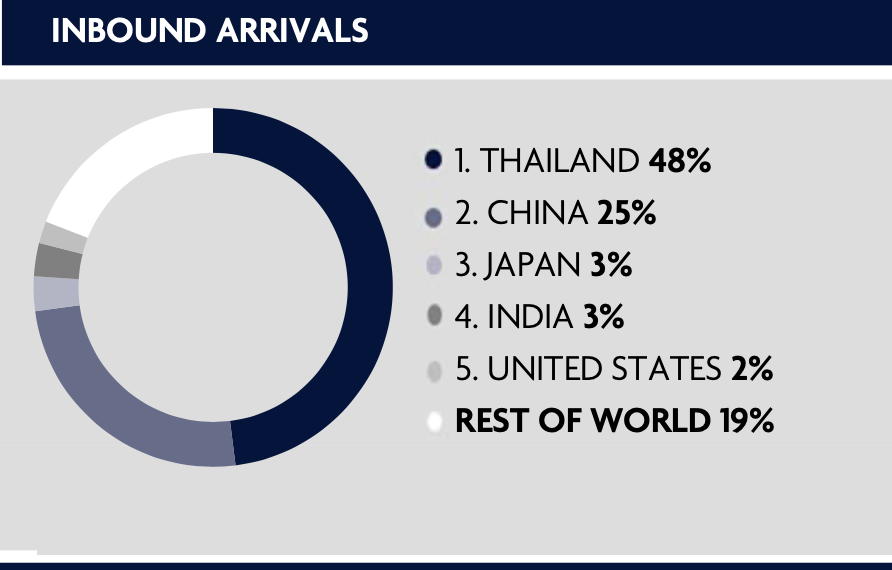 INBOUND ARRIVALS
1. THAILAND 48%
2. CHINA 25%
3. JAPAN 3%
4. INDIA 3%
5. UNITED STATES 2%
REST OF WORLD 19%